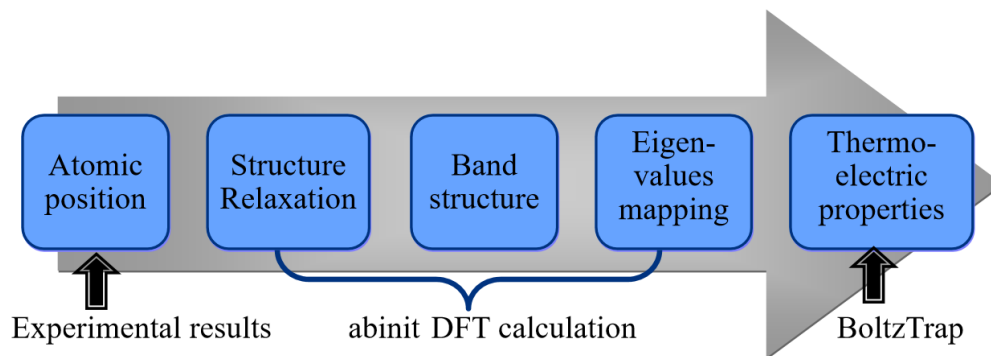 Atomic
position
Structure
Relaxation
Band
structure
Eigen-
values
mapping
Thermo-
electric
properties
Experimental results
abinit DFT calculation
BoltzTrap